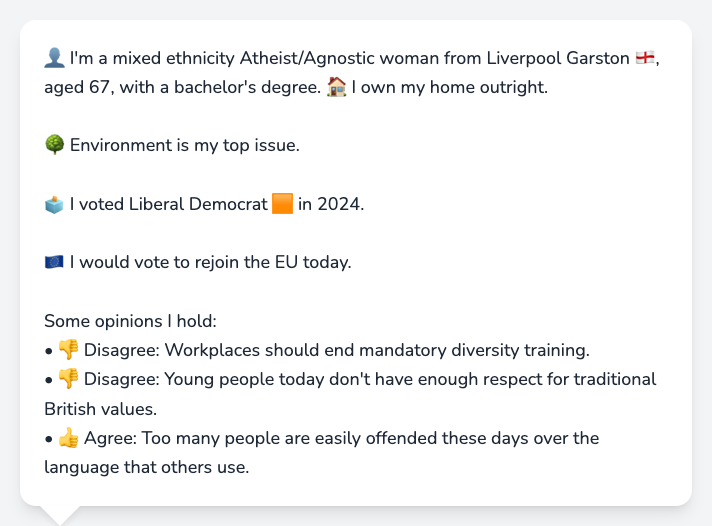 👤 I'm a mixed ethnicity Atheist/Agnostic woman from Liverpool Garston 🏴󠁧󠁢󠁥󠁮󠁧󠁿,
aged 67, with a bachelor's degree. 🏠 I own my home outright.
🌳 Environment is my top issue.
🗳️ I voted Liberal Democrat 🟧 in 2024.
🇪🇺 I would vote to rejoin the EU today.
Some opinions I hold:
• 👎 Disagree: Workplaces should end mandatory diversity training.
• 👎 Disagree: Young people today don't have enough respect for traditional
British values.
• 👍 Agree: Too many people are easily offended these days over the
language that others use.